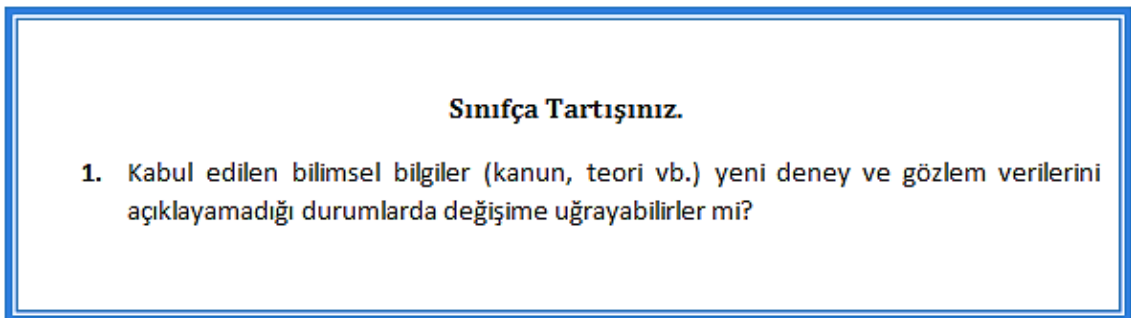 Sınıfça Tartışınız.
1. Kabul edilen bilimsel bilgiler (kanun, teori vb.) yeni deney ve gözlem verilerini
açıklayamadığı durumlarda değişime uğrayabilirler mi?